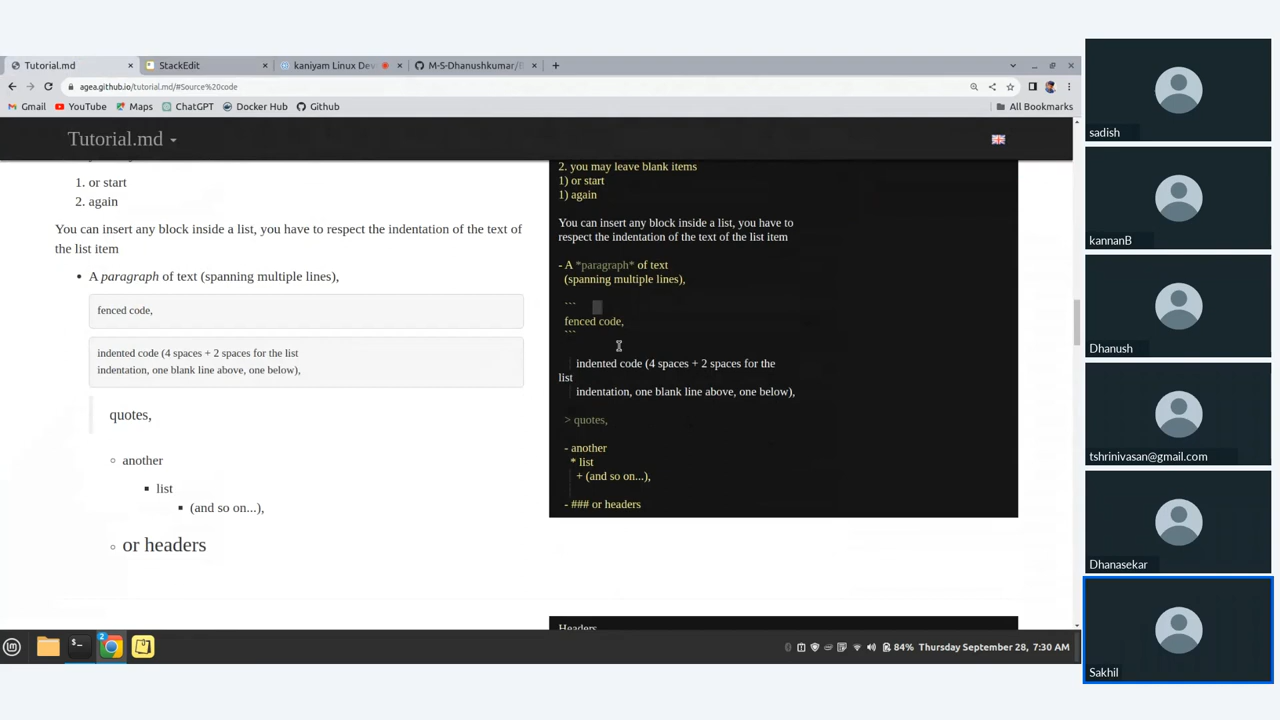 Tutorial.md
StackEdit
kaniyam Linux Dev
M-S-Dhanushkumar/
agea.github.io/tutorial.md/#Source%20code
Gmail
YouTube
Maps
ChatGPT
Docker Hub
Github
All Bookmarks
Tutorial.md
1. or start
2. again
You can insert any block inside a list, you have to respect the indentation of the text of
the list item
• A paragraph of text (spanning multiple lines),
fenced code,
indented code (4 spaces + 2 spaces for the list
indentation, one blank line above, one below),
quotes,
another
list
(and so on...),
or headers
2. you may leave blank items
1) or start
1) again
You can insert any block inside a list, you have to
respect the indentation of the text of the list item
- A *paragraph* of text
(spanning multiple lines),
```
fenced code,
```
indented code (4 spaces + 2 spaces for the
list
indentation, one blank line above, one below),
> quotes,
- another
* list
+ (and so on...),
- ### or headers
Headers
2
84% Thursday September 28, 7:30 AM
sadish
kannanB
Dhanush
tshrinivasan@gmail.com
Dhanasekar
Sakhil